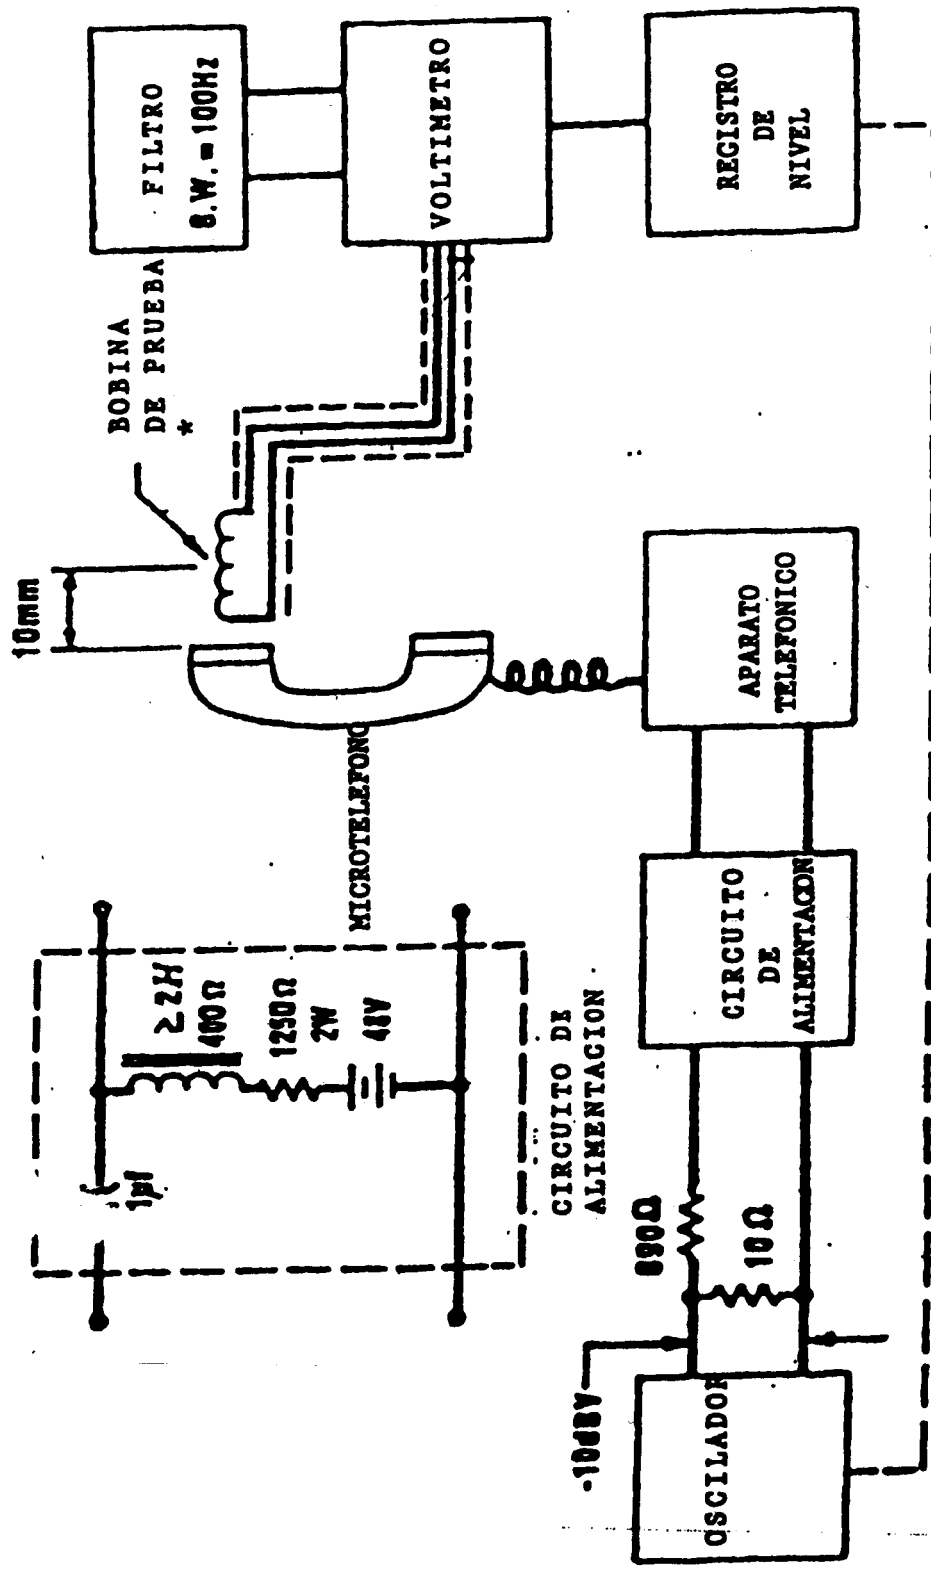 10mm
BOBINA
DE PRUEBA
*
FILTRO
B.W. = 100Hz
1µf
≥ 2H
400Ω
1250Ω
2W
48V
MICROTELEFONO
VOLTIMETRO
CIRCUITO DE
ALIMENTACION
-10dBV
890Ω
10Ω
OSCILADOR
CIRCUITO
DE
ALIMENTACION
APARATO
TELEFONICO
REGISTRO
DE
NIVEL